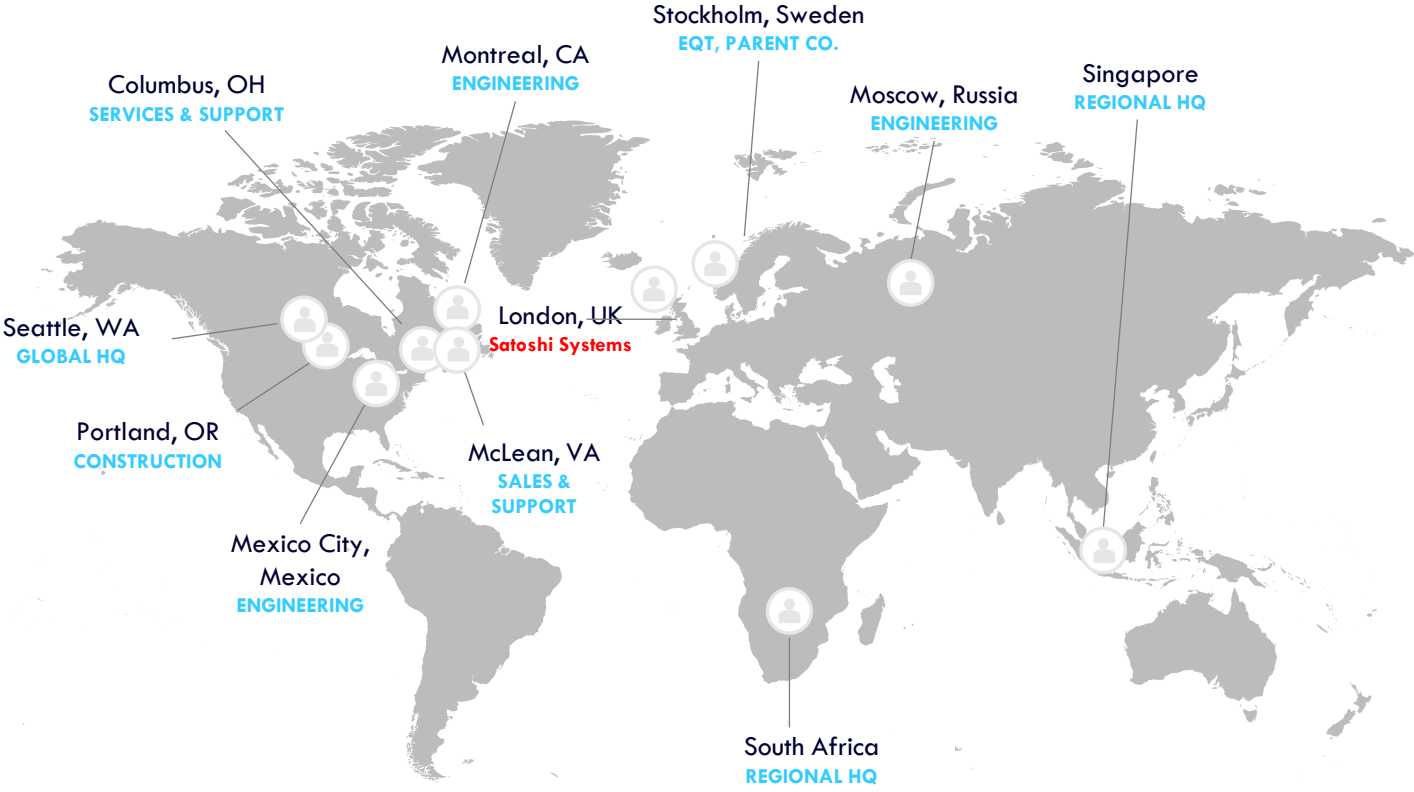 Stockholm, Sweden
EQT, PARENT CO.
Montreal, CA
ENGINEERING
Columbus, OH
SERVICES & SUPPORT
Singapore
REGIONAL HQ
Moscow, Russia
ENGINEERING
London, UK
Satoshi Systems
Seattle, WA
GLOBAL HQ
Portland, OR
CONSTRUCTION
McLean, VA
SALES &
SUPPORT
Mexico City,
Mexico
ENGINEERING
South Africa
REGIONAL HQ